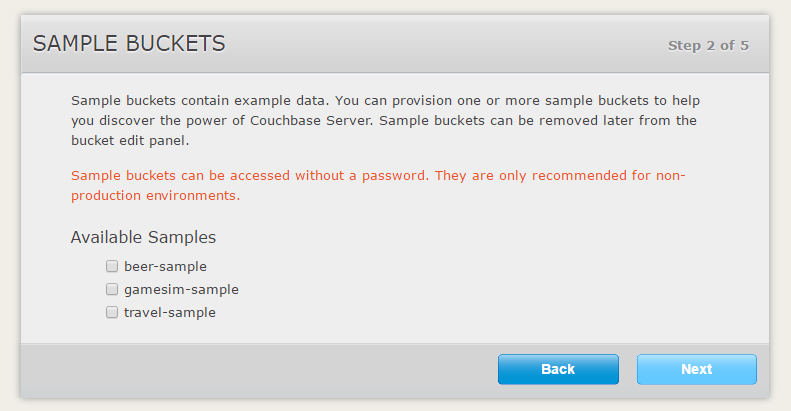 SAMPLE BUCKETS
Step 2 of 5
Sample buckets contain example data. You can provision one or more sample buckets to help
you discover the power of Couchbase Server. Sample buckets can be removed later from the
bucket edit panel.
Sample buckets can be accessed without a password. They are only recommended for non-
production environments.
Available Samples
beer-sample
gamesim-sample
travel-sample
Back
Next